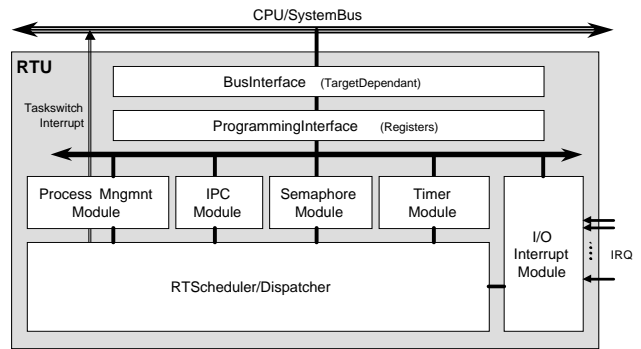 CPU/SystemBus
RTU
BusInterface (TargetDependant)
Taskswitch
Interrupt
ProgrammingInterface (Registers)
Process Mngmnt
Module
IPC
Module
Semaphore
Module
Timer
Module
I/O
Interrupt
Module
IRQ
RTScheduler/Dispatcher